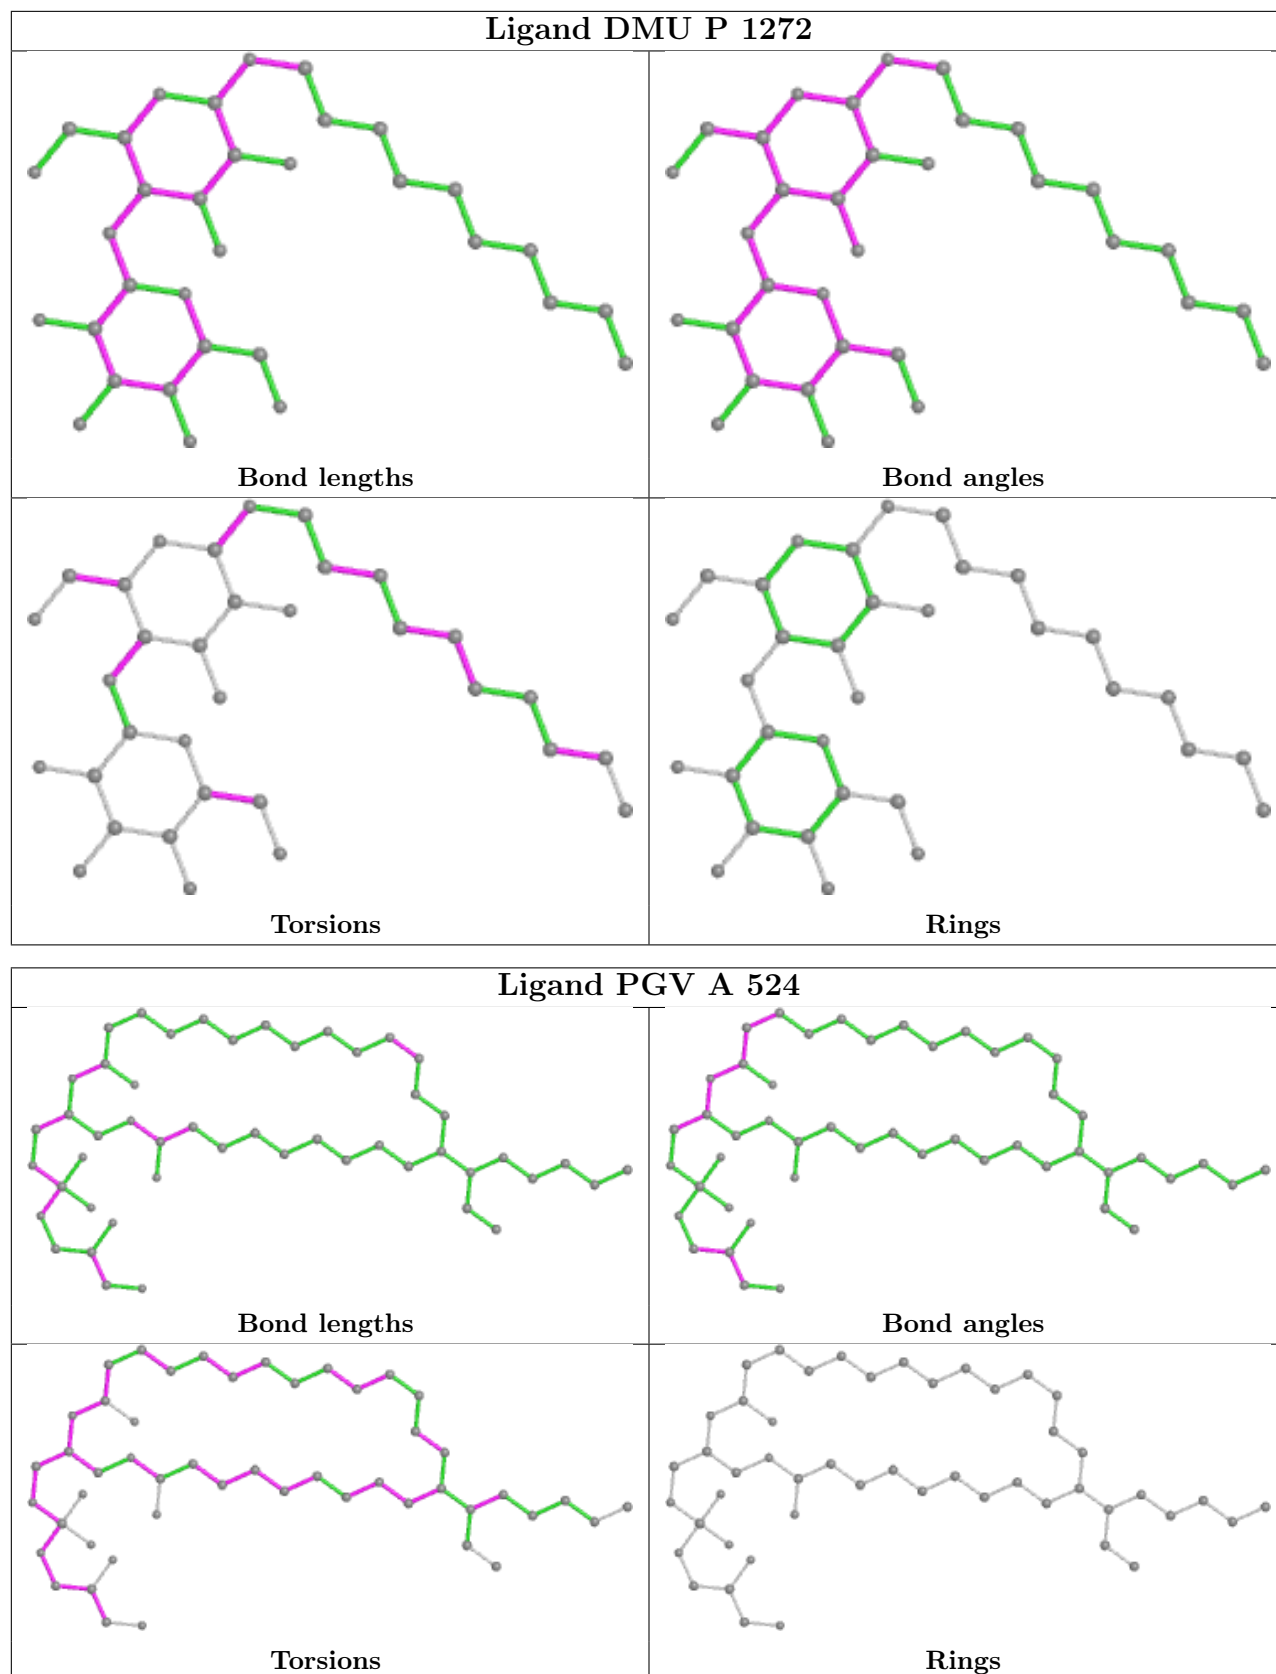 Ligand DMU P 1272
Bond lengths
Bond angles
Torsions
Rings
Ligand PGV A 524
Bond lengths
Bond angles
Torsions
Rings